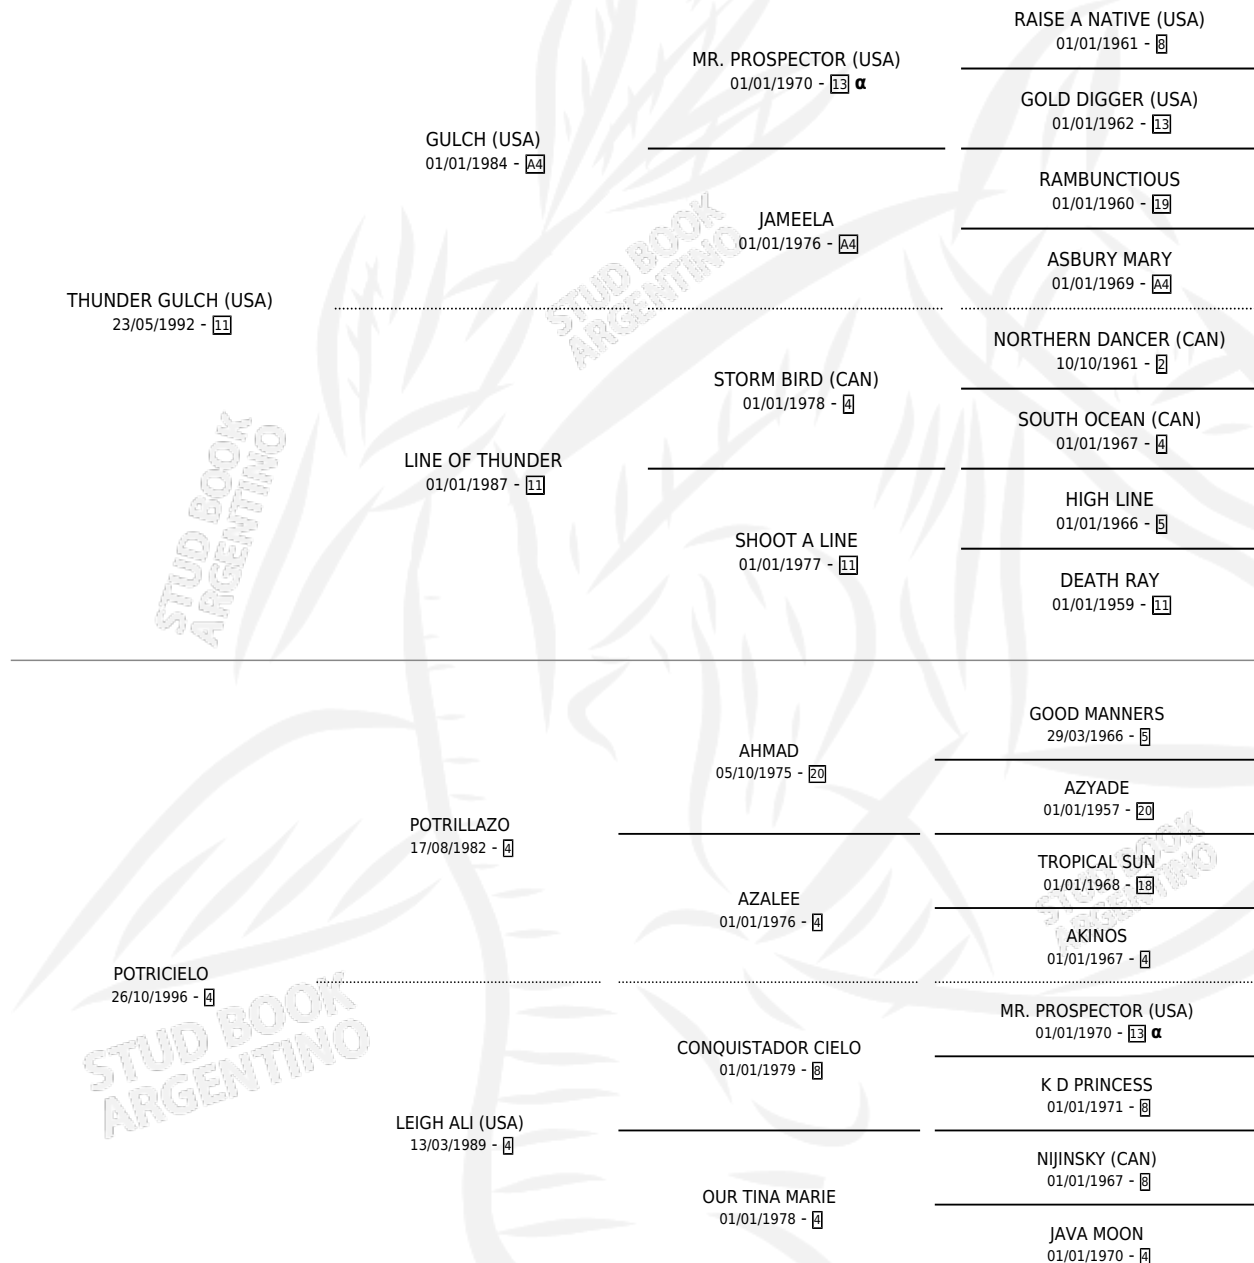 RAISE A NATIVE (USA)
01/01/1961 - 8
MR. PROSPECTOR (USA)
01/01/1970 - 13 α
GOLD DIGGER (USA)
01/01/1962 - 13
GULCH (USA)
01/01/1984 - A4
RAMBUNCTIOUS
01/01/1960 - 19
JAMEELA
01/01/1976 - A4
ASBURY MARY
01/01/1969 - A4
THUNDER GULCH (USA)
23/05/1992 - 11
NORTHERN DANCER (CAN)
10/10/1961 - 2
STORM BIRD (CAN)
01/01/1978 - 4
SOUTH OCEAN (CAN)
01/01/1967 - 4
LINE OF THUNDER
01/01/1987 - 11
HIGH LINE
01/01/1966 - 5
SHOOT A LINE
01/01/1977 - 11
DEATH RAY
01/01/1959 - 11
GOOD MANNERS
29/03/1966 - 5
AHMAD
05/10/1975 - 20
AZYADE
01/01/1957 - 20
POTRILLAZO
17/08/1982 - 4
TROPICAL SUN
01/01/1968 - 18
AZALEE
01/01/1976 - 4
AKINOS
01/01/1967 - 4
POTRICIELO
26/10/1996 - 4
MR. PROSPECTOR (USA)
01/01/1970 - 13 α
CONQUISTADOR CIELO
01/01/1979 - 8
K D PRINCESS
01/01/1971 - 8
LEIGH ALI (USA)
13/03/1989 - 4
NIJINSKY (CAN)
01/01/1967 - 8
OUR TINA MARIE
01/01/1978 - 4
JAVA MOON
01/01/1970 - 4
STUD BOOK
ARGENTINO
STUD BOOK
ARGENTINO
STUD BOOK
ARGENTINO
STUD BOOK
ARGENTINO